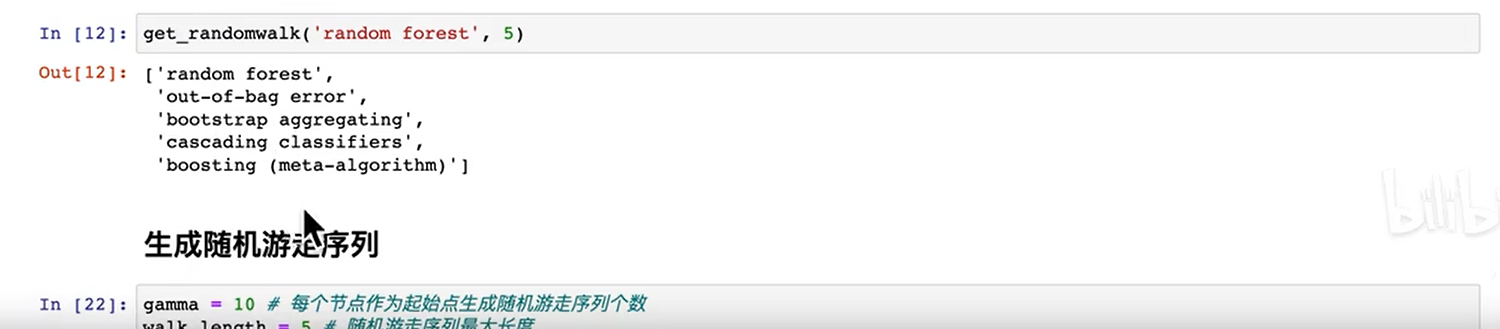 In [12]: get_randomwalk('random forest', 5)
Out[12]: ['random forest',
'out-of-bag error',
'bootstrap aggregating',
'cascading classifiers',
'boosting (meta-algorithm)']
生成随机游走序列
In [22]: gamma = 10 # 每个节点作为起始点生成随机游走序列个数
walk_length = 5 # 随机游走序列最大长度
bilibi